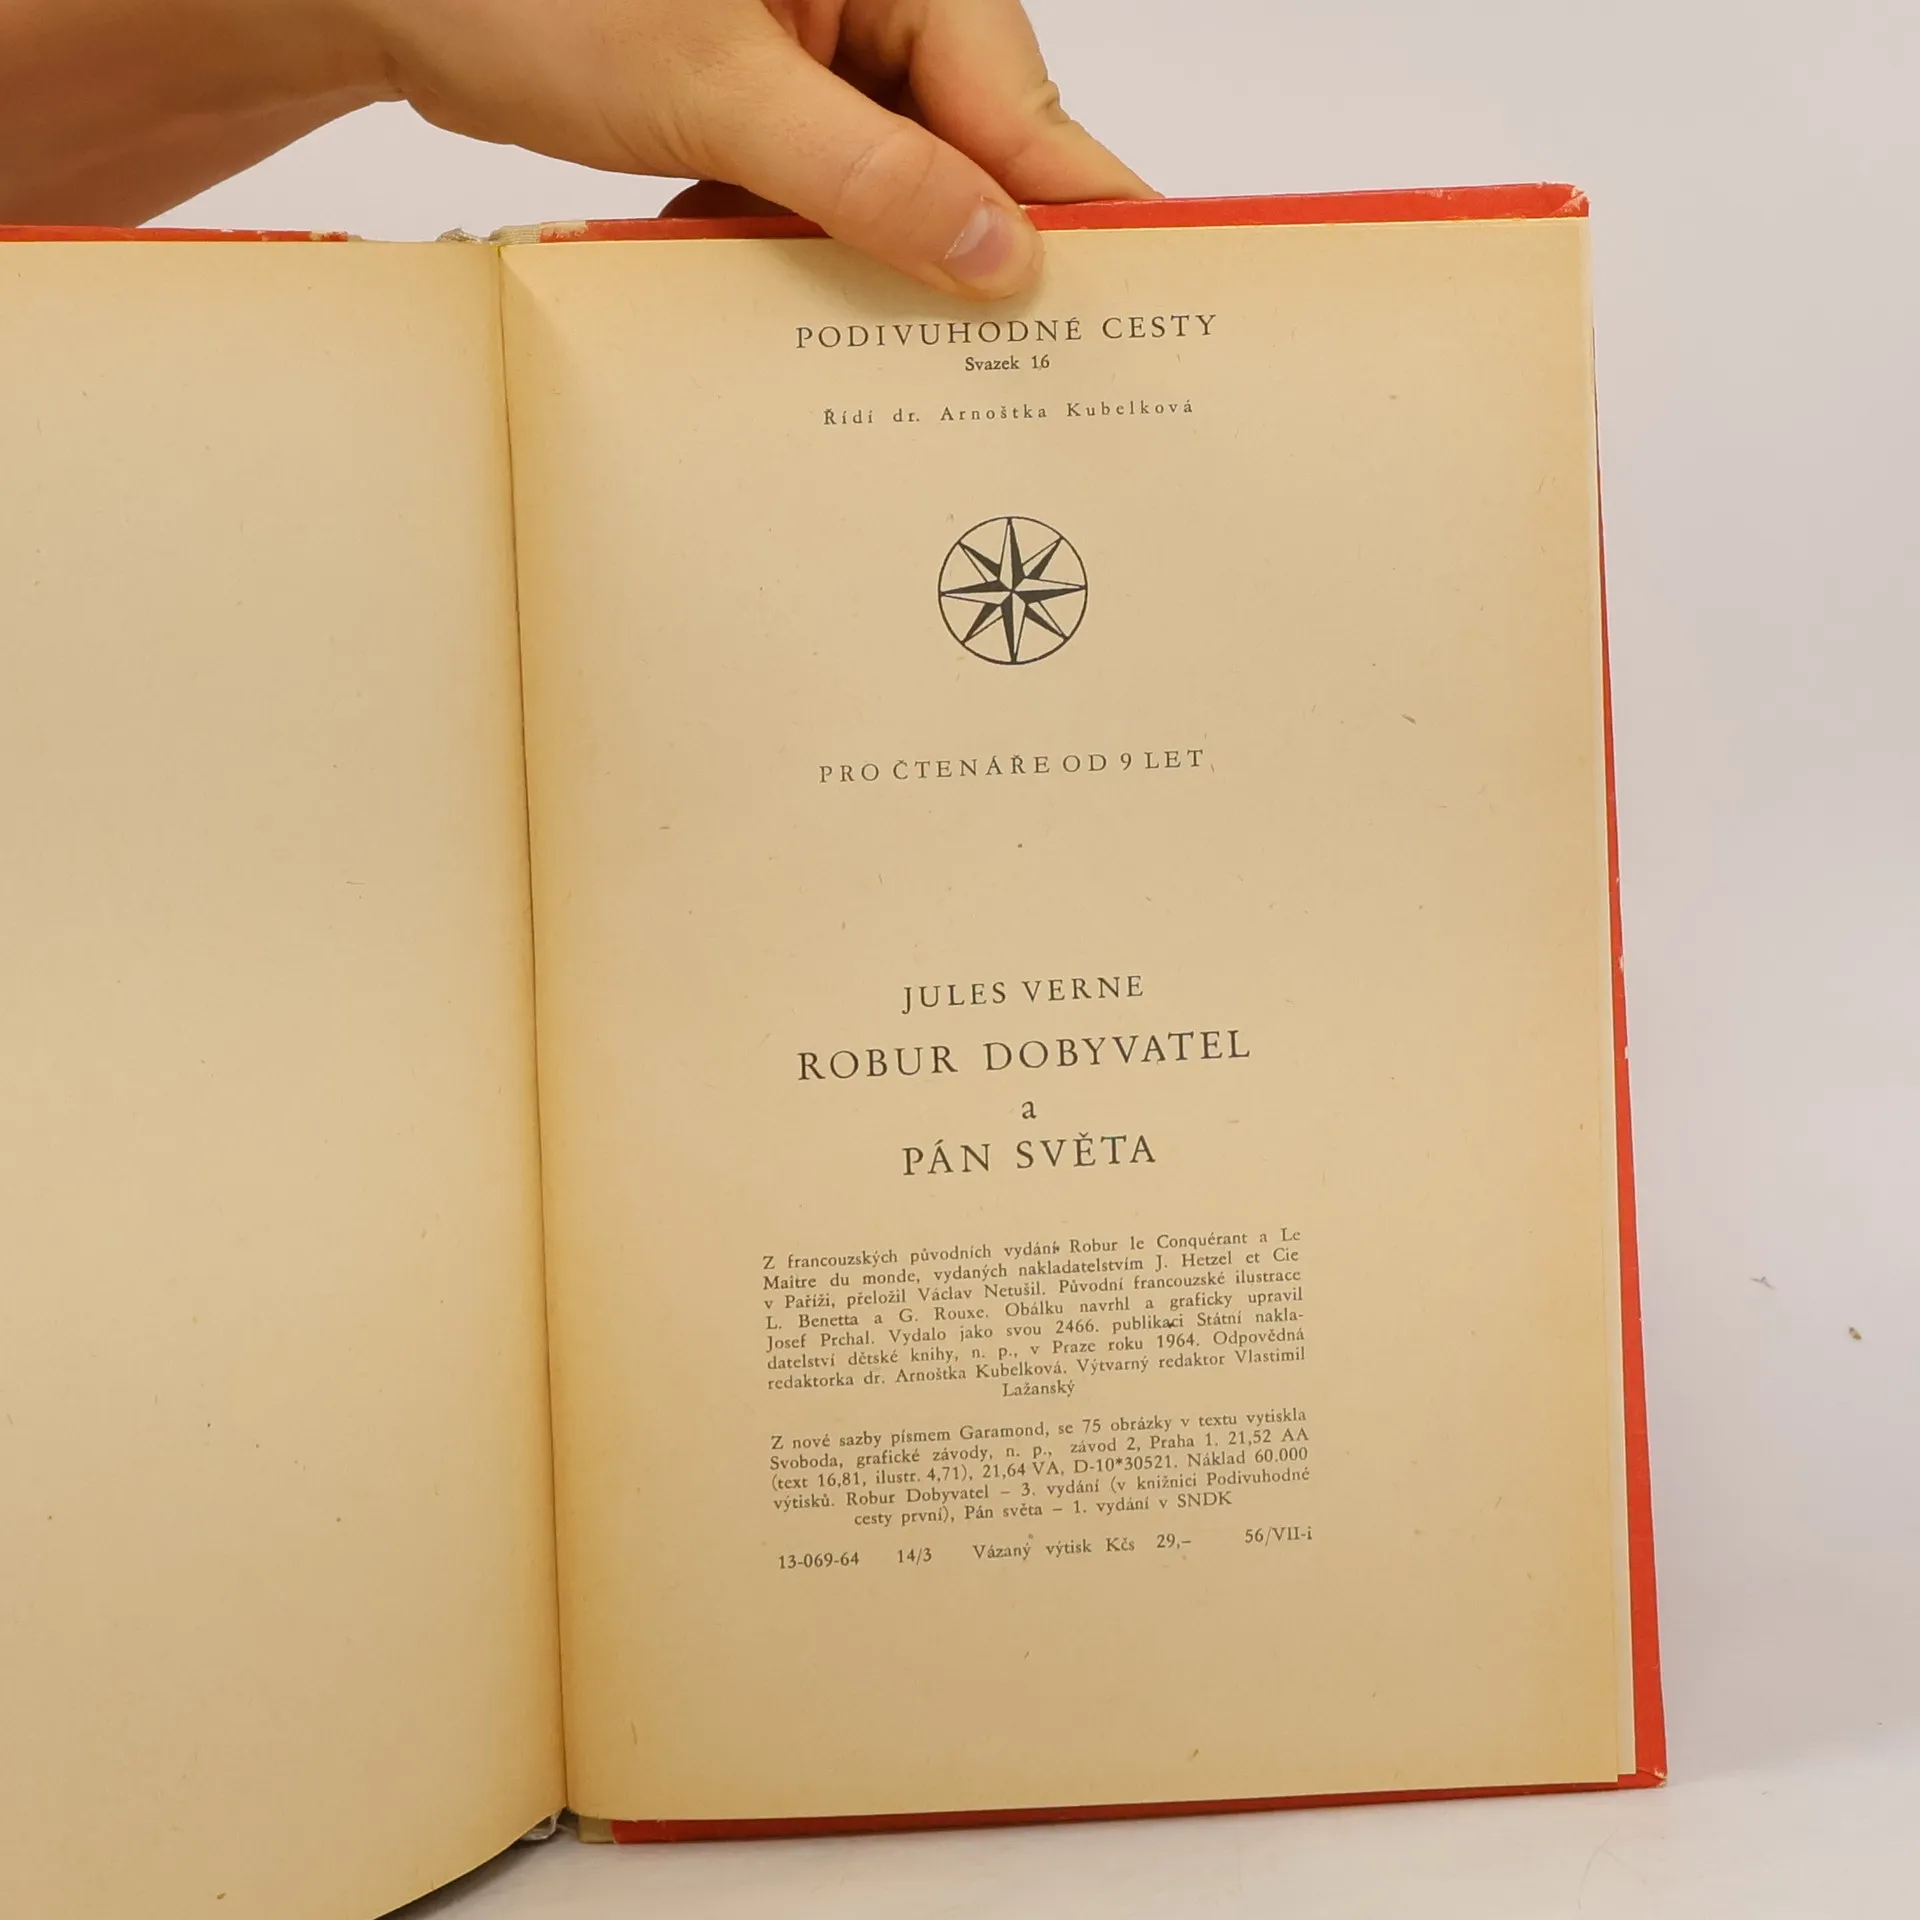 PODIVUHODNÉ CESTY
Svazek 16
Řídí dr. Arnoštka Kubelková
PRO ČTENÁŘE OD 9 LET
JULES VERNE
ROBUR DOBYVATEL
a
PÁN SVĚTA
Z francouzských původních vydání Robur le Conquérant a Le
Maître du monde, vydaných nakladatelstvím J. Hetzel et Cie
v Paříži, přeložil Václav Netušil. Původní francouzské ilustrace
L. Benetta a G. Rouxe. Obálku navrhl a graficky upravil
Josef Prchal. Vydalo jako svou 2466. publikaci Státní nakla-
datelství dětské knihy, n. p., v Praze roku 1964. Odpovědná
redaktorka dr. Arnoštka Kubelková. Výtvarný redaktor Vlastimil
Lažanský
Z nové sazby písmem Garamond, se 75 obrázky v textu vytiskla
Svoboda, grafické závody, n. p., závod 2, Praha 1. 21,52 AA
(text 16,81, ilustr. 4,71), 21,64 VA, D-10*30521. Náklad 60.000
výtisků. Robur Dobyvatel – 3. vydání (v knižnici Podivuhodné
cesty první), Pán světa – 1. vydání v SNDK
13-069-64 14/3 Vázaný výtisk Kčs 29,– 56/VII-i